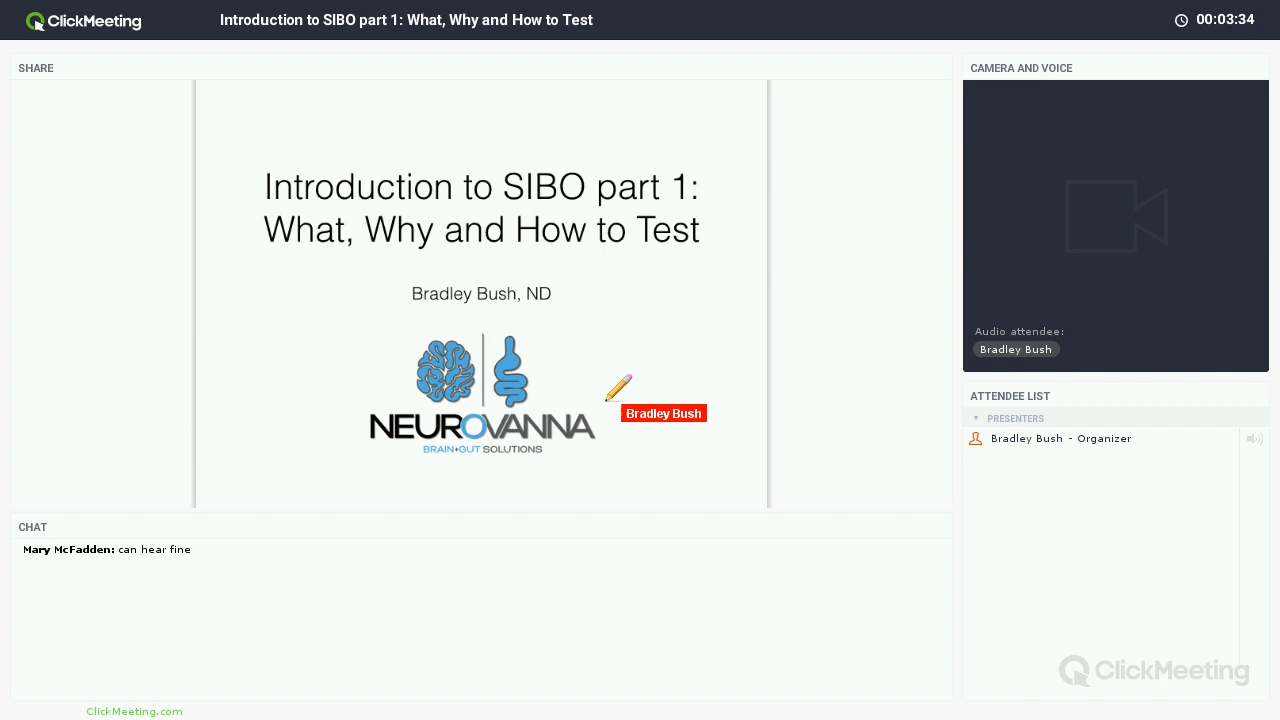 ClickMeeting
Introduction to SIBO part 1: What, Why and How to Test
00:03:34
SHARE
Introduction to SIBO part 1:
What, Why and How to Test
Bradley Bush, ND
NEUROVANNA
BRAIN+GUT SOLUTIONS
Bradley Bush
CAMERA AND VOICE
Audio attendee:
Bradley Bush
ATTENDEE LIST
PRESENTERS
Bradley Bush - Organizer
CHAT
Mary McFadden: can hear fine
ClickMeeting
ClickMeeting.com